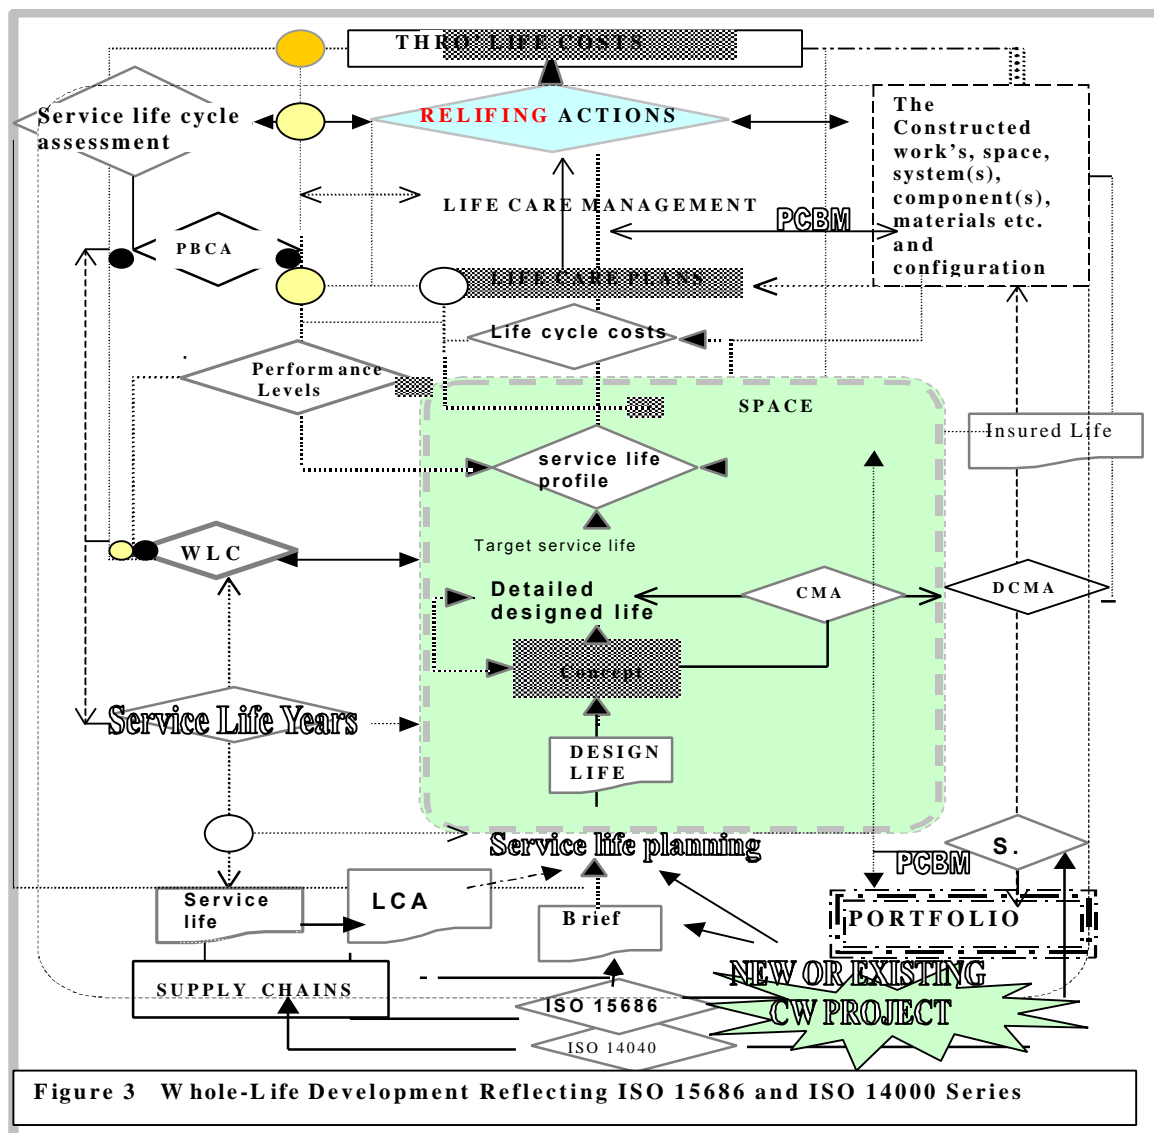 THRO' LIFE COSTS
Service life cycle
assessment
RELIFING ACTIONS
The
Constructed
work's, space,
system(s),
component(s),
materials etc.
and
configuration
LIFE CARE MANAGEMENT
PCBM
PBCA
LIFE CARE PLANS
Life cycle costs
Performance
Levels
SPACE
Insured Life
service life
profile
Target service life
WLC
Detailed
designed life
CMA
DCMA
Concept
Service Life Years
DESIGN
LIFE
Service life planning
S.
PCBM
Service
life
LCA
Brief
PORTFOLIO
NEW OR EXISTING
CW PROJECT
SUPPLY CHAINS
ISO 15686
ISO 14040
Figure 3 Whole-Life Development Reflecting ISO 15686 and ISO 14000 Series